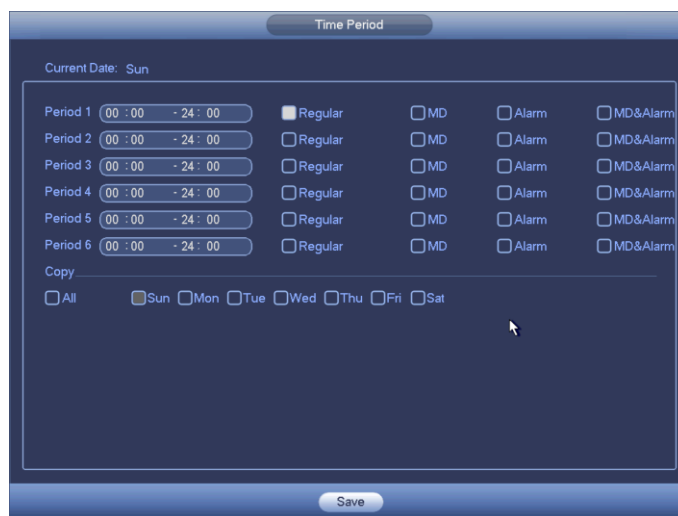 Time Period
Current Date: Sun
Period 1 00 : 00 - 24 : 00 Regular MD Alarm MD&Alarm
Period 2 00 : 00 - 24 : 00 Regular MD Alarm MD&Alarm
Period 3 00 : 00 - 24 : 00 Regular MD Alarm MD&Alarm
Period 4 00 : 00 - 24 : 00 Regular MD Alarm MD&Alarm
Period 5 00 : 00 - 24 : 00 Regular MD Alarm MD&Alarm
Period 6 00 : 00 - 24 : 00 Regular MD Alarm MD&Alarm
Copy
All Sun Mon Tue Wed Thu Fri Sat
Save